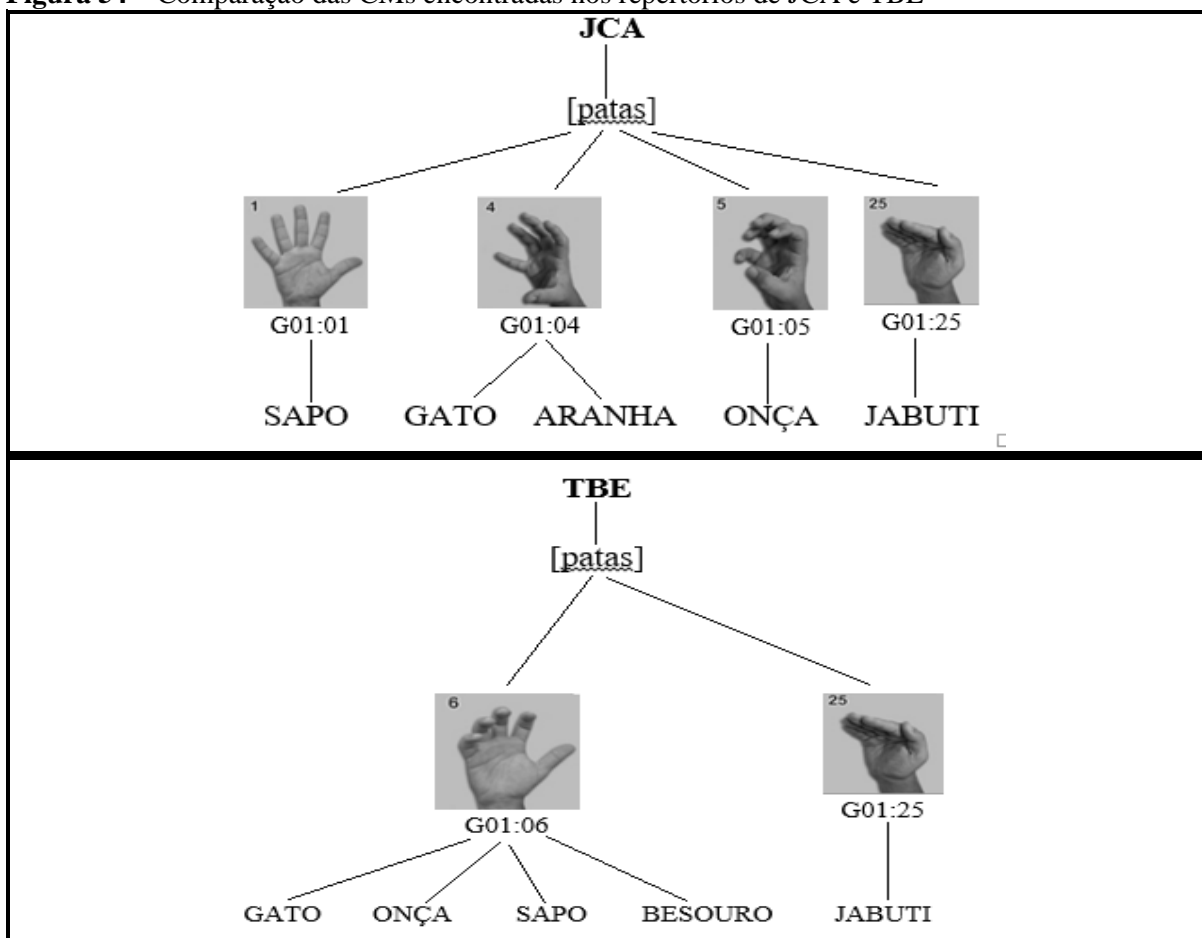 Figura 34 – Comparação das CMs encontradas nos repertórios de JCA e TBE
JCA
[patas]
1 4 5 25
G01:01 G01:04 G01:05 G01:25
SAPO GATO ARANHA ONÇA JABUTI
TBE
[patas]
6 25
G01:06 G01:25
GATO ONÇA SAPO BESOURO JABUTI